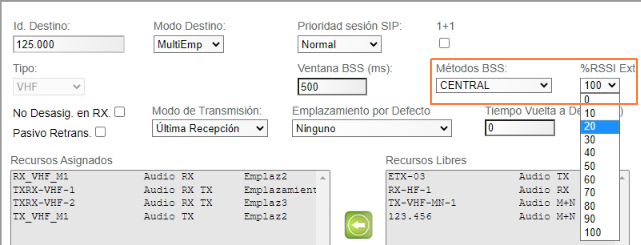 Id. Destino: Modo Destino: Prioridad sesión SIP: 1+1
125.000 MultiEmp Normal
Tipo: Ventana BSS (ms): Métodos BSS: %RSSI Ext
VHF 500 CENTRAL 100
0
No Desasig. en RX. Modo de Transmisión: Emplazamiento por Defecto Tiempo Vuelta a De )
10
Pasivo Retrans. Última Recepción Ninguno 0
20
30
40
Recursos Asignados Recursos Libres
50
RX_VHF_M1 Audio RX Emplaz2 ETX-03 Audio TX
60
TXRX-VHF-1 Audio RX TX Emplazamient RX-HF-1 Audio RX
70
TXRX-VHF-2 Audio RX TX Emplaz3 TX-VHF-MN-1 Audio M+N
80
TX_VHF_M1 Audio TX Emplaz2 123.456 Audio M+N
90
100